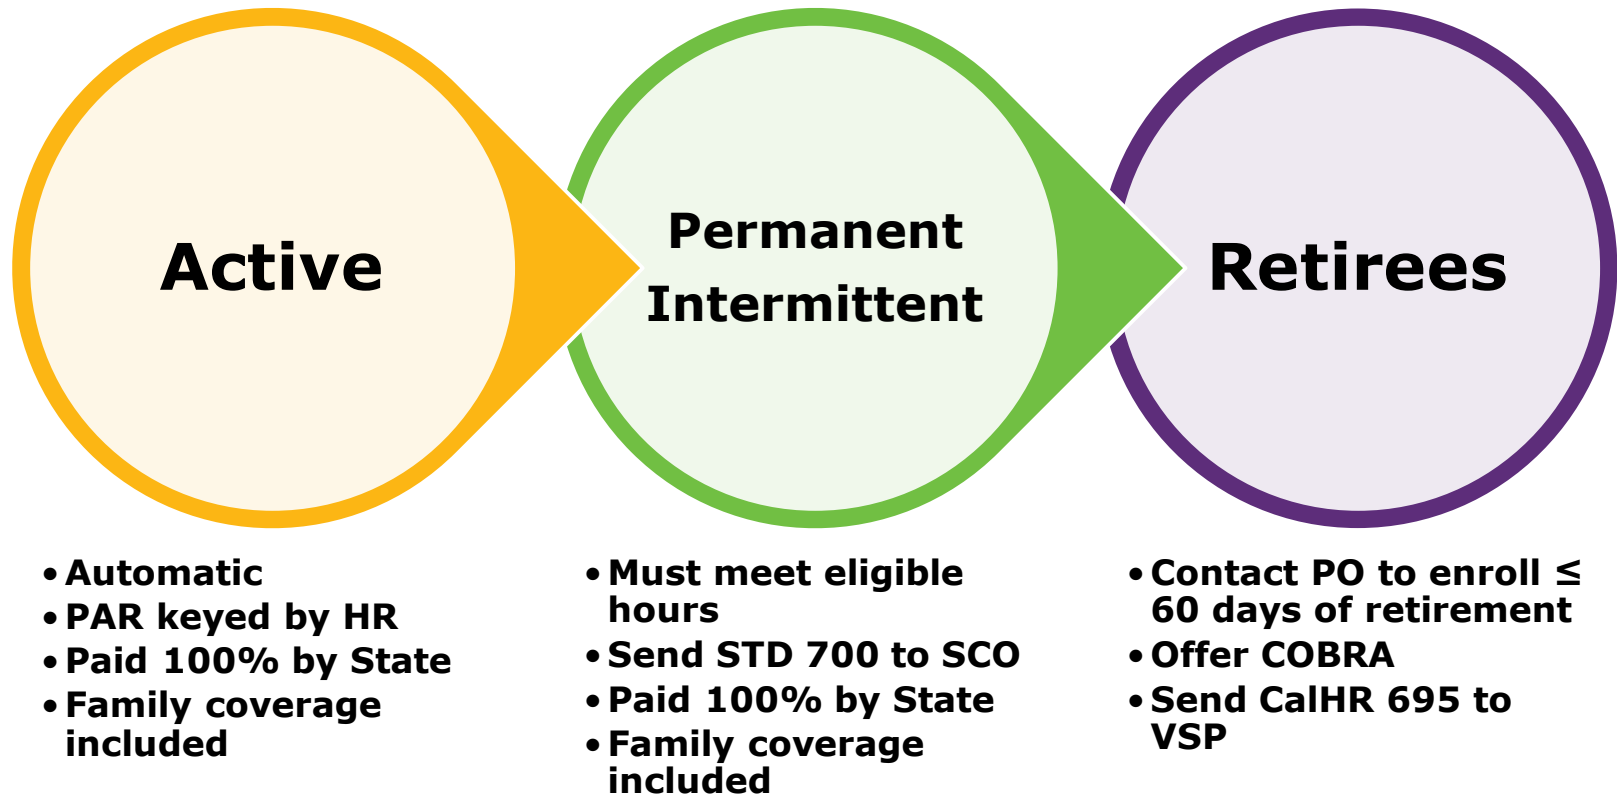 Active
Permanent
Intermittent
Retirees
• Automatic
• PAR keyed by HR
• Paid 100% by State
• Family coverage
included
• Must meet eligible
hours
• Send STD 700 to SCO
• Paid 100% by State
• Family coverage
included
• Contact PO to enroll ≤
60 days of retirement
• Offer COBRA
• Send CalHR 695 to
VSP